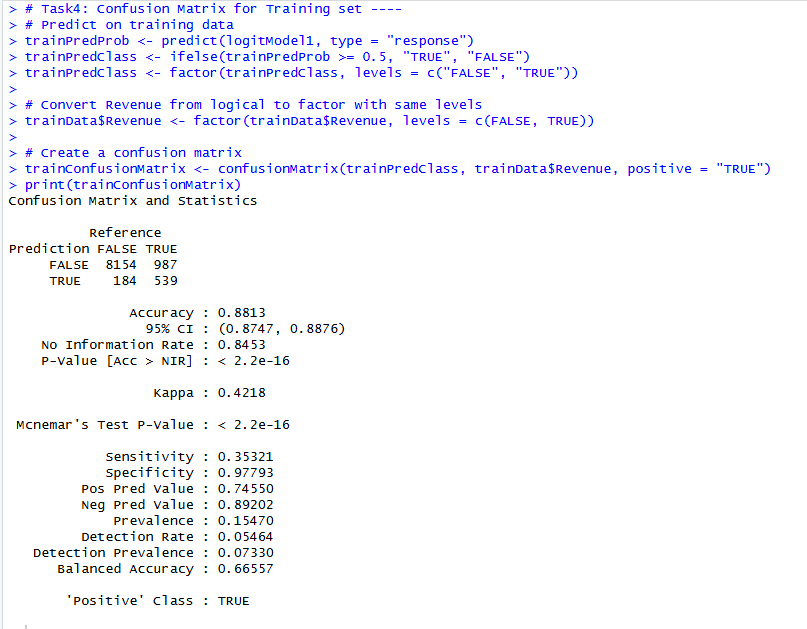 > # Task4: Confusion Matrix for Training set ----
> # Predict on training data
> trainPredProb <- predict(logitModel1, type = "response")
> trainPredClass <- ifelse(trainPredProb >= 0.5, "TRUE", "FALSE")
> trainPredClass <- factor(trainPredClass, levels = c("FALSE", "TRUE"))
>
> # Convert Revenue from logical to factor with same levels
> trainData$Revenue <- factor(trainData$Revenue, levels = c(FALSE, TRUE))
>
> # Create a confusion matrix
> trainConfusionMatrix <- confusionMatrix(trainPredClass, trainData$Revenue, positive = "TRUE")
> print(trainConfusionMatrix)
Confusion Matrix and Statistics

          Reference
Prediction FALSE TRUE
     FALSE  8154  987
     TRUE    184  539

               Accuracy : 0.8813
                 95% CI : (0.8747, 0.8876)
    No Information Rate : 0.8453
    P-Value [Acc > NIR] : < 2.2e-16

                  Kappa : 0.4218

 Mcnemar's Test P-Value : < 2.2e-16

            Sensitivity : 0.35321
            Specificity : 0.97793
         Pos Pred Value : 0.74550
         Neg Pred Value : 0.89202
             Prevalence : 0.15470
         Detection Rate : 0.05464
   Detection Prevalence : 0.07330
      Balanced Accuracy : 0.66557

       'Positive' Class : TRUE